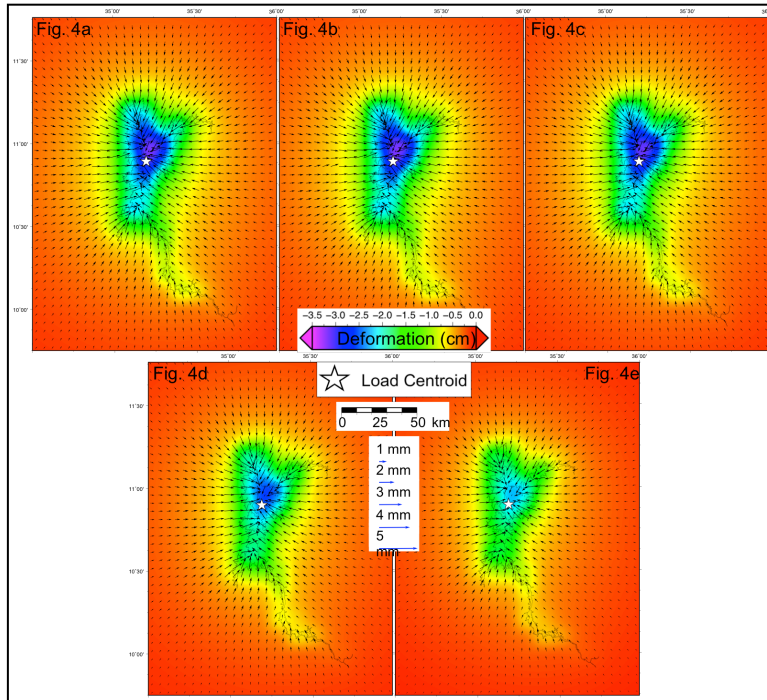 35˚00' 35˚30' 36˚00' 35˚30' 36˚00' 35˚30' 36˚00'
Fig. 4a Fig. 4b Fig. 4c
11˚30'
11˚00'
10˚30'
10˚00'
−3.5 −3.0 −2.5 −2.0 −1.5 −1.0 −0.5 0.0
Deformation (cm)
35˚00' 35˚30' 36˚00' 35˚30' 36˚00'
Fig. 4d Fig. 4e
Load Centroid
11˚30'
0 25 50 km
1 mm
2 mm
11˚00'
3 mm
4 mm
5
mm
10˚30'
10˚00'